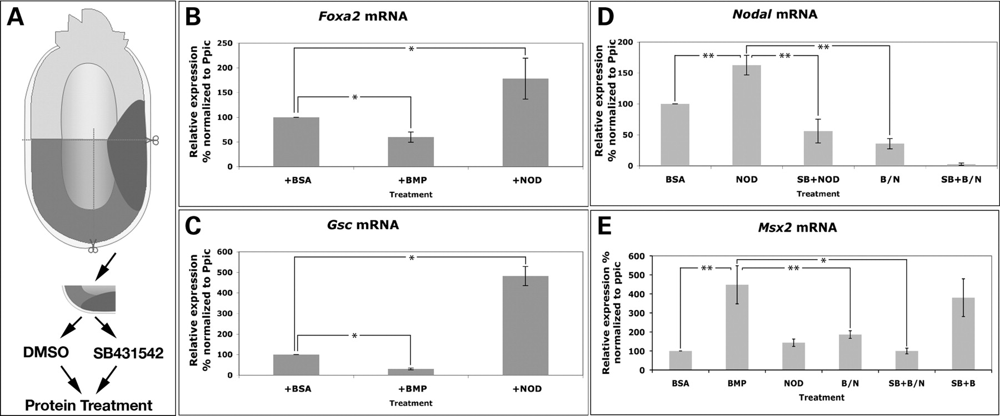 A
DMSO
SB431542
Protein Treatment
B
Foxa2 mRNA
Relative expression
% normalized to Ppic
250
200
150
100
50
0
*
*
+BSA
+BMP
+NOD
Treatment
C
Gsc mRNA
Relative expression
% normalized to Ppic
600
500
400
300
200
100
0
*
*
+BSA
+BMP
+NOD
Treatment
D
Nodal mRNA
Relative expression
% normalized to Ppic
200
150
100
50
0
**
**
**
BSA
NOD
SB+NOD
B/N
SB+B/N
Treatment
E
Msx2 mRNA
Relative expression %
normalized to ppic
600
500
400
300
200
100
0
*
**
**
BSA
BMP
NOD
B/N
SB+B/N
SB+B
Treatment